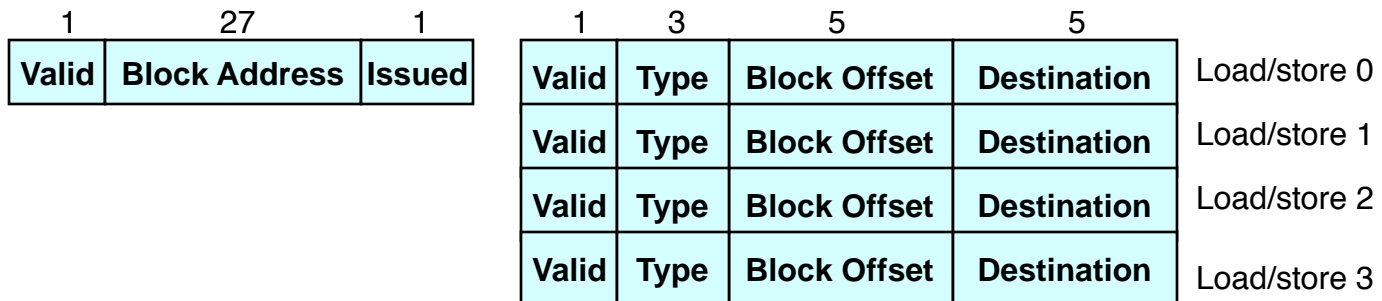 1 27 1 1 3 5 5
Valid Block Address Issued Valid Type Block Offset Destination Load/store 0
Valid Type Block Offset Destination Load/store 1
Valid Type Block Offset Destination Load/store 2
Valid Type Block Offset Destination Load/store 3